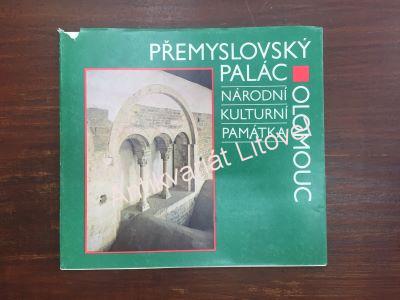 PŘEMYSLOVSKÝ
PALÁC
NÁRODNÍ
KULTURNÍ
PAMÁTKA
OLOMOUC
Antikvariát Litovel